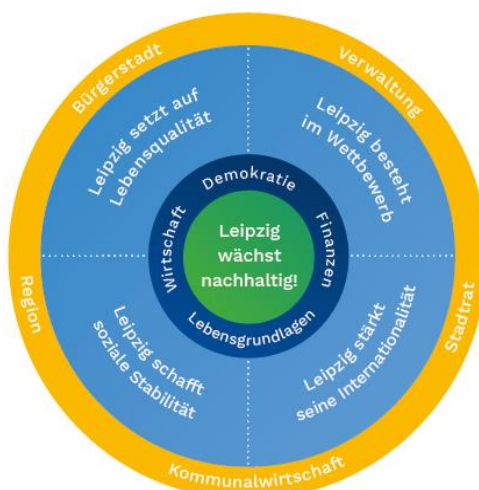 Bürgerstadt
Verwaltung
Leipzig setzt auf
Lebensqualität
Leipzig besteht
im Wettbewerb
Demokratie
Wirtschaft
Finanzen
Leipzig
wächst
nachhaltig!
Lebensgrundlagen
Region
Stadtrat
Leipzig schafft
soziale Stabilität
Leipzig stärkt
seine Internationalität
Kommunalwirtschaft